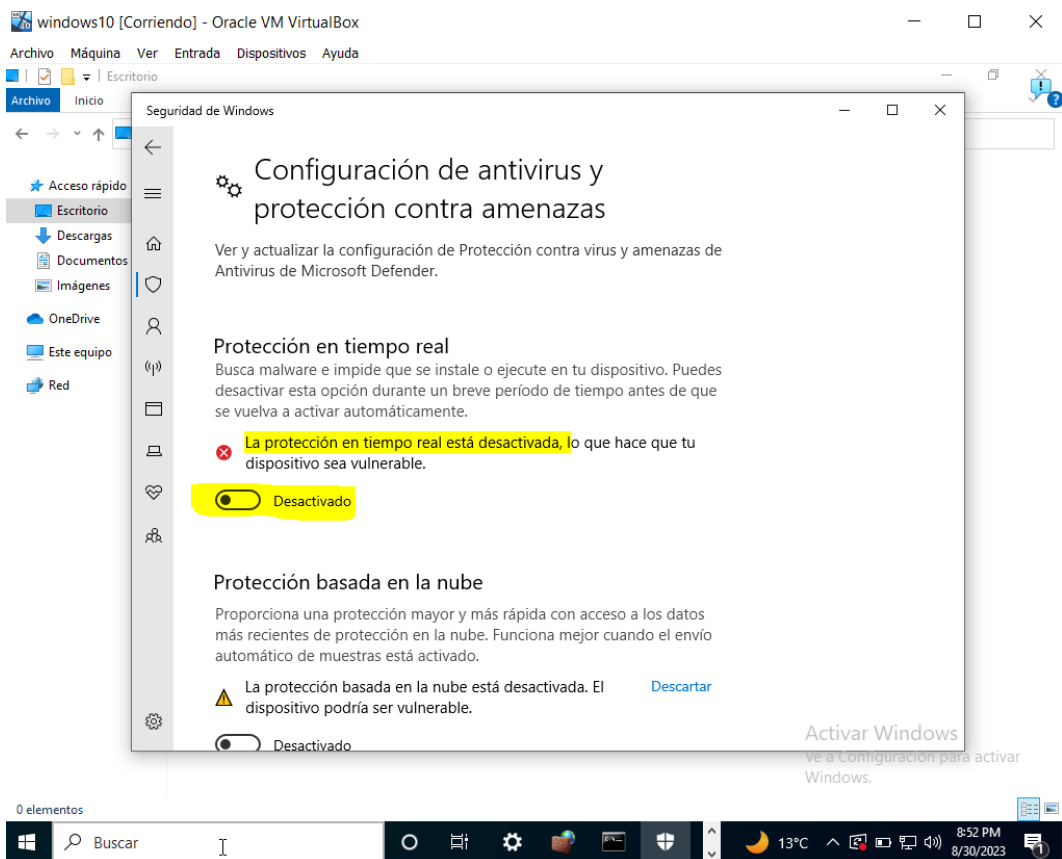 windows10 [Corriendo] - Oracle VM VirtualBox
Archivo Máquina Ver Entrada Dispositivos Ayuda
Escritorio
Archivo Inicio
Seguridad de Windows
Acceso rápido
Escritorio
Descargas
Documentos
Imágenes
OneDrive
Este equipo
Red
Configuración de antivirus y
protección contra amenazas
Ver y actualizar la configuración de Protección contra virus y amenazas de
Antivirus de Microsoft Defender.
Protección en tiempo real
Busca malware e impide que se instale o ejecute en tu dispositivo. Puedes
desactivar esta opción durante un breve período de tiempo antes de que
se vuelva a activar automáticamente.
La protección en tiempo real está desactivada, lo que hace que tu
dispositivo sea vulnerable.
Desactivado
Protección basada en la nube
Proporciona una protección mayor y más rápida con acceso a los datos
más recientes de protección en la nube. Funciona mejor cuando el envío
automático de muestras está activado.
La protección basada en la nube está desactivada. El Descartar
dispositivo podría ser vulnerable.
Desactivado
Activar Windows
Ve a Configuración para activar
Windows.
0 elementos
Buscar
13°C
8:52 PM
8/30/2023
1